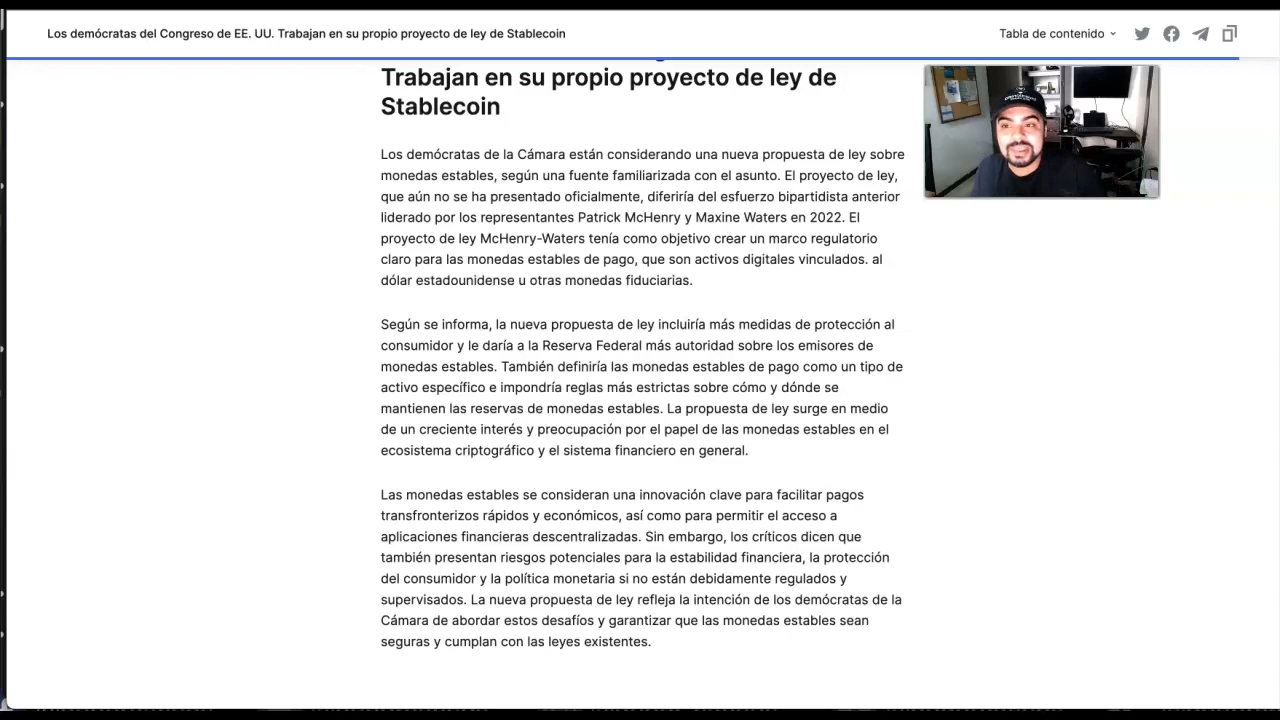 Los demócratas del Congreso de EE. UU. Trabajan en su propio proyecto de ley de Stablecoin
Tabla de contenido
Trabajan en su propio proyecto de ley de
Stablecoin
Los demócratas de la Cámara están considerando una nueva propuesta de ley sobre
monedas estables, según una fuente familiarizada con el asunto. El proyecto de ley,
que aún no se ha presentado oficialmente, diferiría del esfuerzo bipartidista anterior
liderado por los representantes Patrick McHenry y Maxine Waters en 2022. El
proyecto de ley McHenry-Waters tenía como objetivo crear un marco regulatorio
claro para las monedas estables de pago, que son activos digitales vinculados. al
dólar estadounidense u otras monedas fiduciarias.
Según se informa, la nueva propuesta de ley incluiría más medidas de protección al
consumidor y le daría a la Reserva Federal más autoridad sobre los emisores de
monedas estables. También definiría las monedas estables de pago como un tipo de
activo específico e impondría reglas más estrictas sobre cómo y dónde se
mantienen las reservas de monedas estables. La propuesta de ley surge en medio
de un creciente interés y preocupación por el papel de las monedas estables en el
ecosistema criptográfico y el sistema financiero en general.
Las monedas estables se consideran una innovación clave para facilitar pagos
transfronterizos rápidos y económicos, así como para permitir el acceso a
aplicaciones financieras descentralizadas. Sin embargo, los críticos dicen que
también presentan riesgos potenciales para la estabilidad financiera, la protección
del consumidor y la política monetaria si no están debidamente regulados y
supervisados. La nueva propuesta de ley refleja la intención de los demócratas de la
Cámara de abordar estos desafíos y garantizar que las monedas estables sean
seguras y cumplan con las leyes existentes.